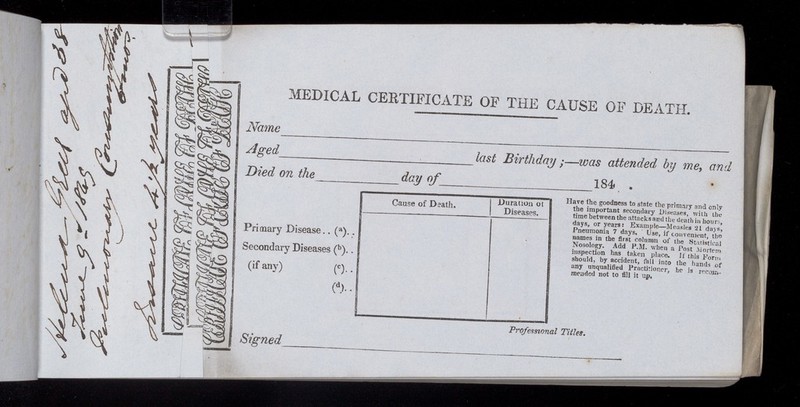 Helena
aged 38
June 9th 1849
Pulmonary Consumption
6 mos.
Insane 4½ years
MEDICAL CERTIFICATE OF THE CAUSE OF DEATH.
Name
Aged last Birthday;—was attended by me, and
Died on the day of 184 .
Cause of Death.
Duration of Diseases.
Primary Disease.. (a)..
Secondary Diseases (b)..
(if any) (c)..
(d)..
Have the goodness to state the primary and only
the important secondary Diseases, with the
time between the attacks and the death in hours,
days, or years: Example—Measles 21 days,
Pneumonia 7 days. Use, if convenient, the
names in the first column of the Statistical
Nosology. Add P.M. when a Post Mortem
inspection has taken place. If this Form
should, by accident, fall into the hands of
any unqualified Practitioner, he is recom-
mended not to fill it up.
Professional Titles.
Signed